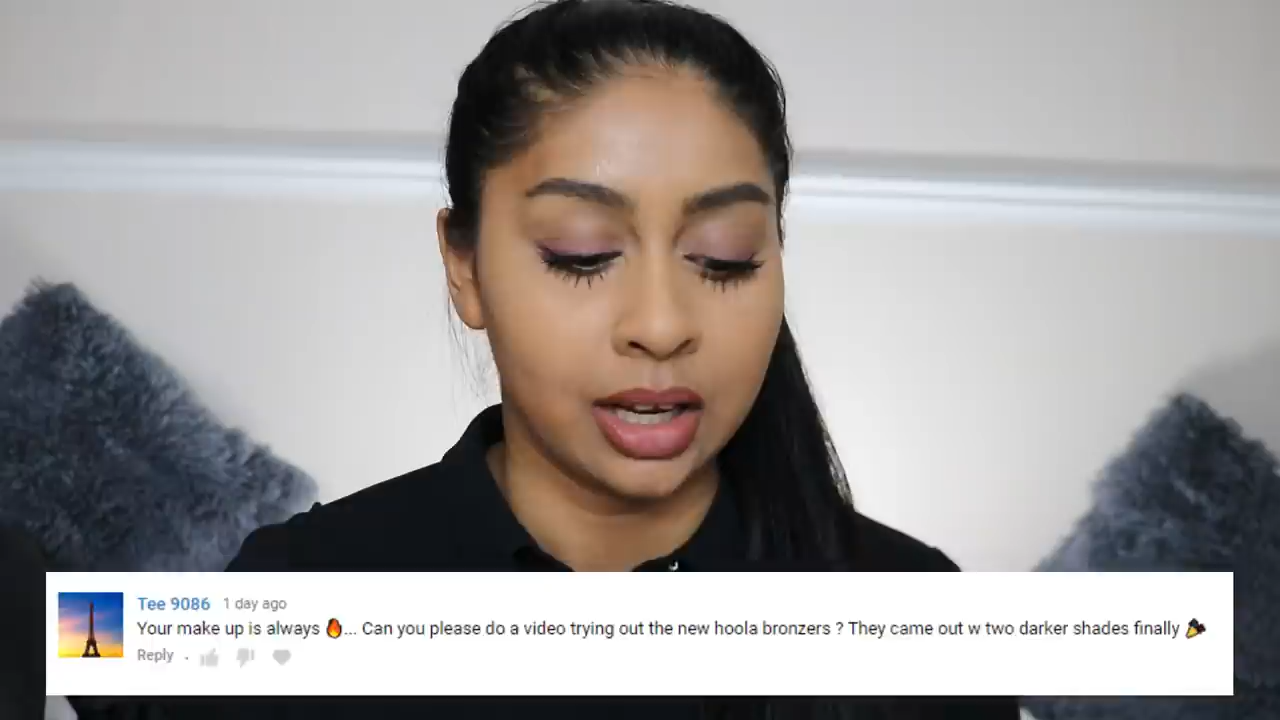 Tee 9086 1 day ago
Your make up is always 🔥... Can you please do a video trying out the new hoola bronzers ? They came out w two darker shades finally 🎉
Reply .